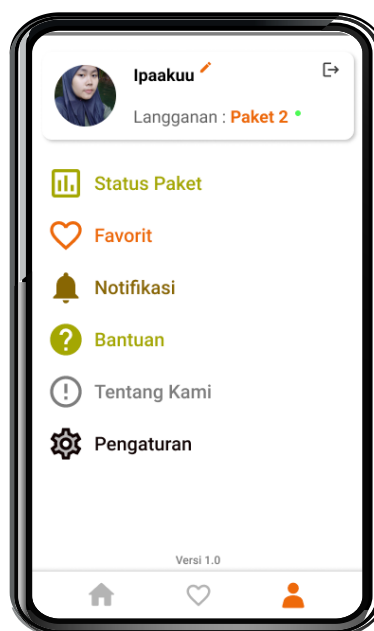 Ipaakuu
Langganan : Paket 2
Status Paket
Favorit
Notifikasi
Bantuan
Tentang Kami
Pengaturan
Versi 1.0